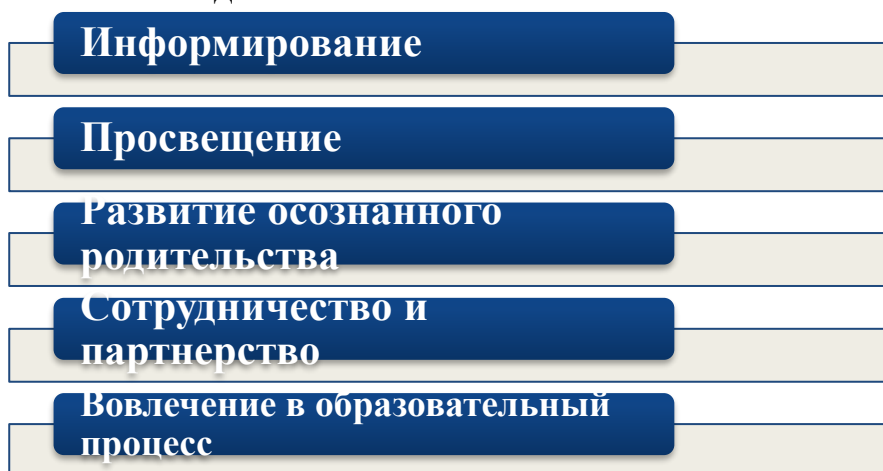 Информирование
Просвещение
Развитие осознанного
родительства
Сотрудничество и
партнерство
Вовлечение в образовательный
процесс